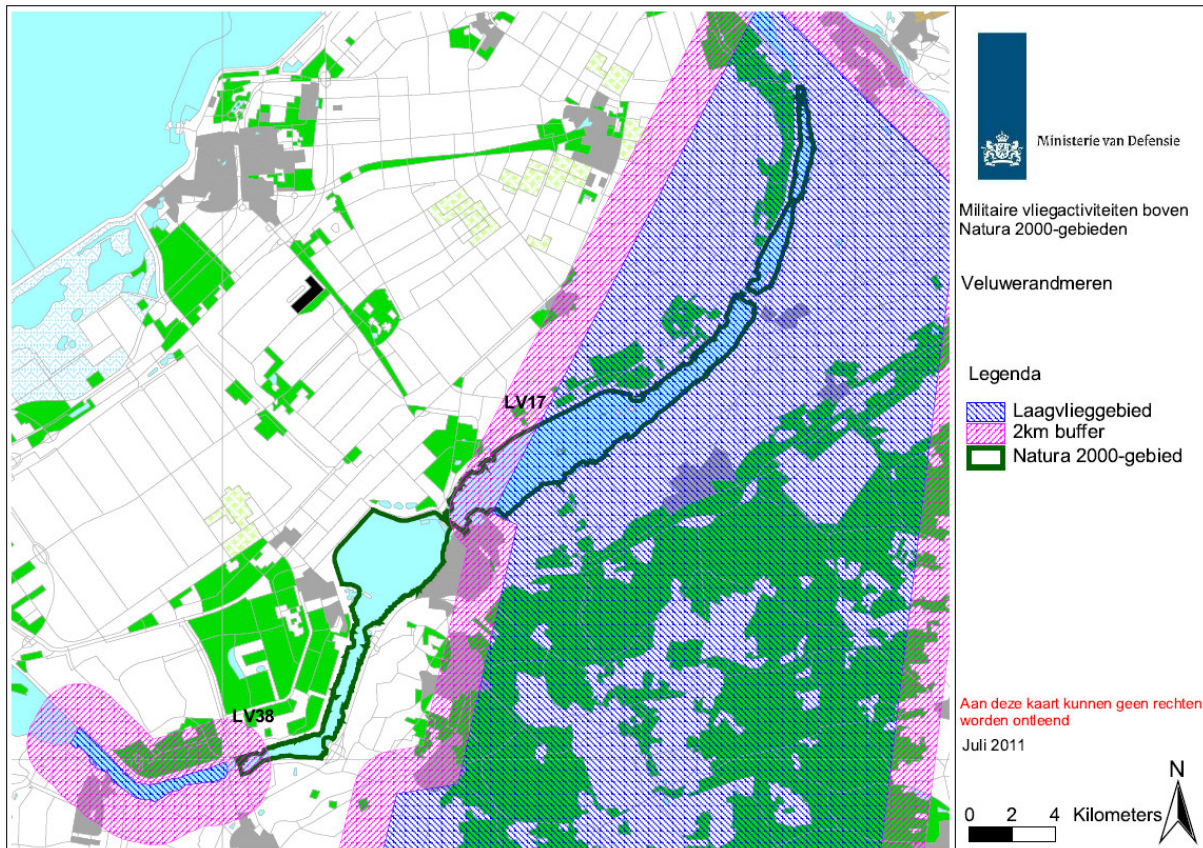 Ministerie van Defensie
Militaire vliegactiviteiten boven
Natura 2000-gebieden
Veluwerandmeren
Legenda
Laagvlieggebied
2km buffer
Natura 2000-gebied
LV17
LV38
Aan deze kaart kunnen geen rechten
worden ontleend
Juli 2011
N
0 2 4 Kilometers